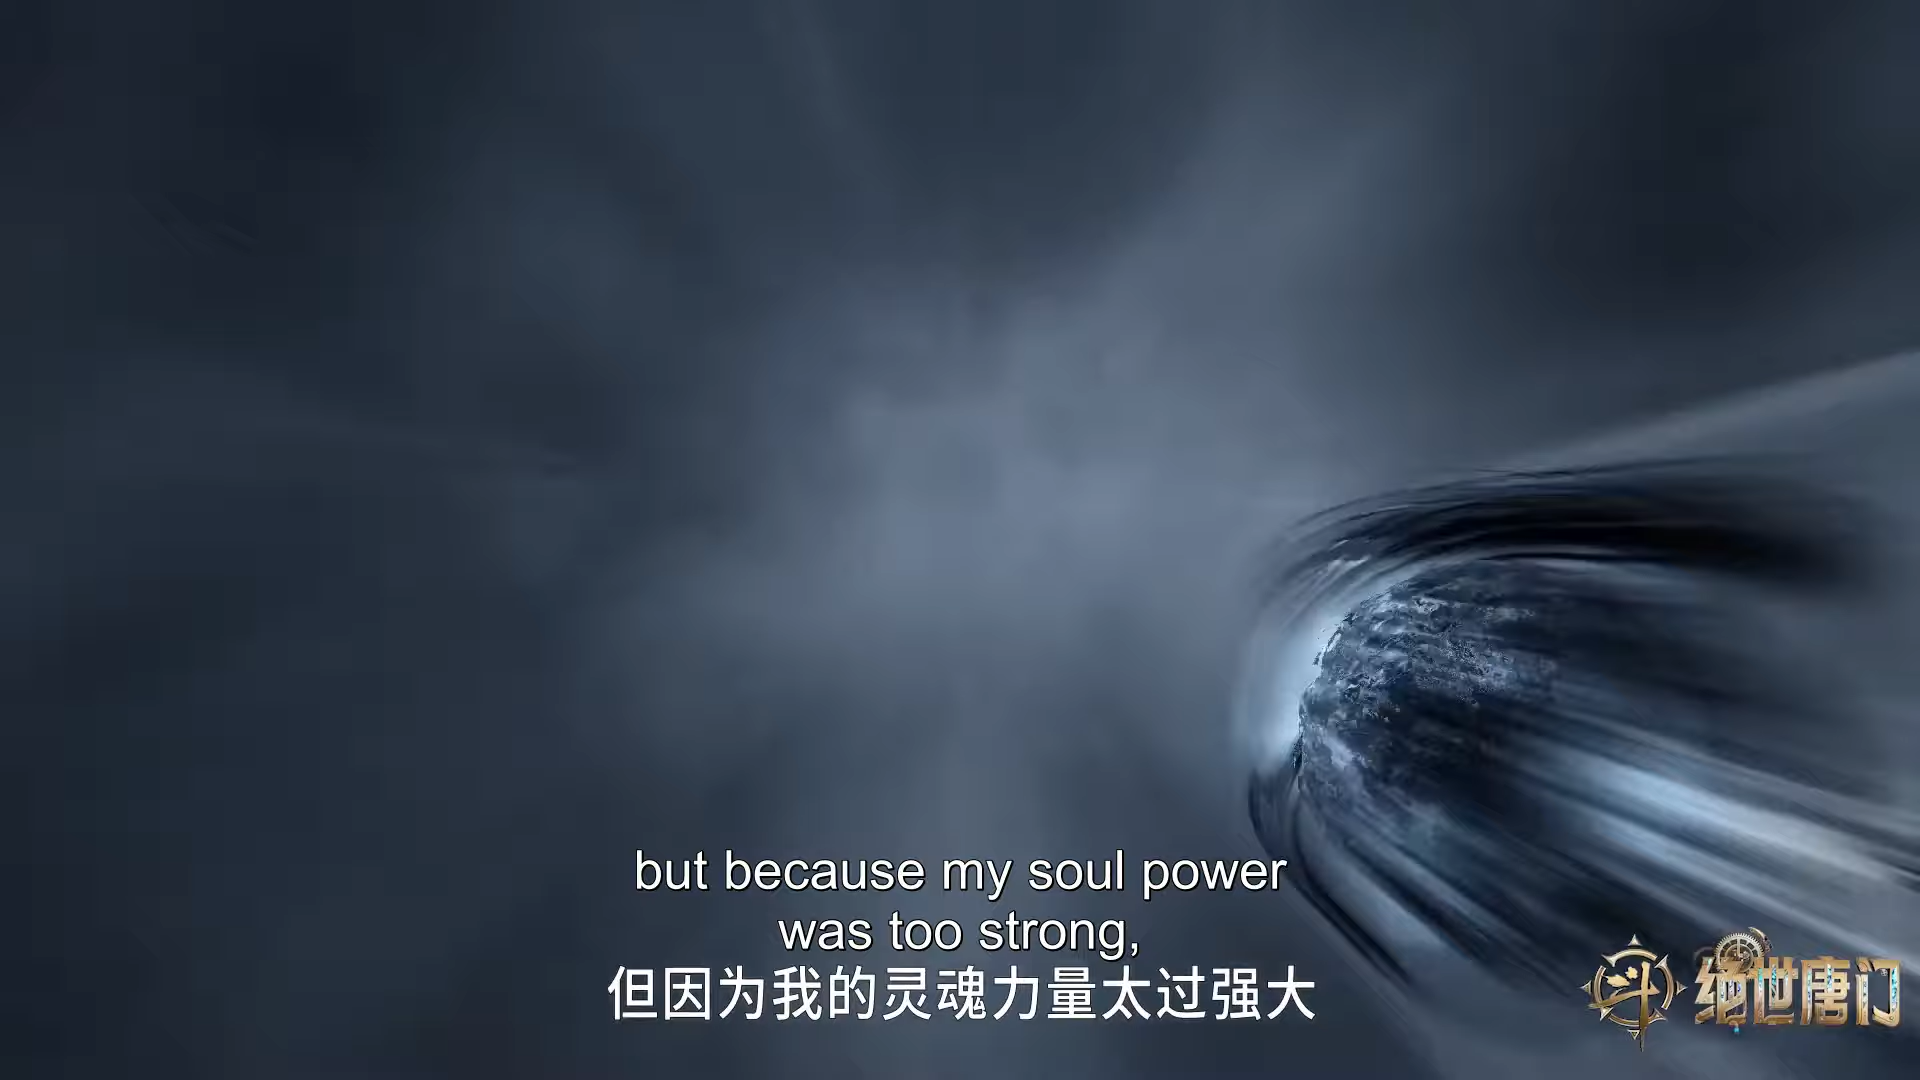 but because my soul power
was too strong,
但因为我的灵魂力量太过强大
斗 绝世唐门